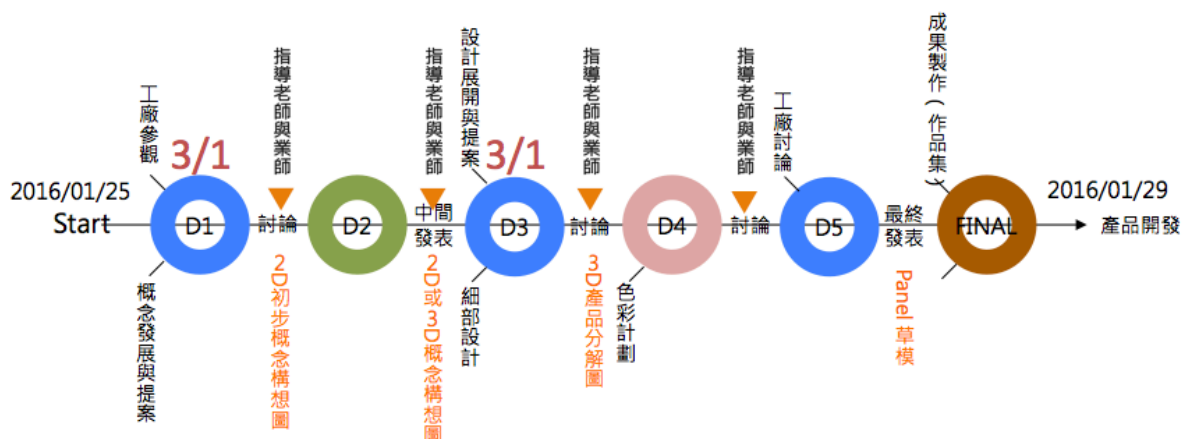 2016/01/25
Start
工廠參觀
3/1
D1
概念發展與提案
指導老師與業師
討論
2D初步概念構想圖
D2
指導老師與業師
中間
發表
2D或3D概念構想圖
設計展開與提案
3/1
D3
細部設計
指導老師與業師
討論
3D產品分解圖
D4
色彩計劃
指導老師與業師
討論
工廠討論
D5
最終
發表
Panel 草模
成果製作(作品集)
FINAL
2016/01/29
產品開發